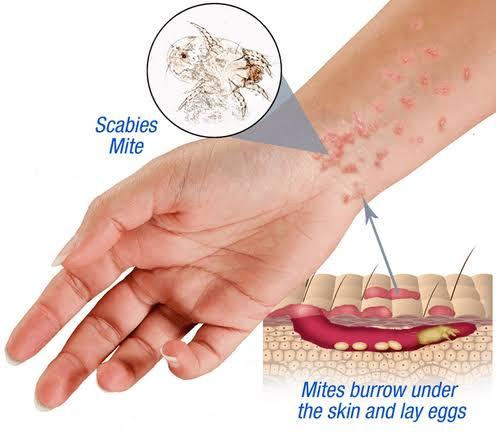 Scabies
Mite
Mites burrow under
the skin and lay eggs